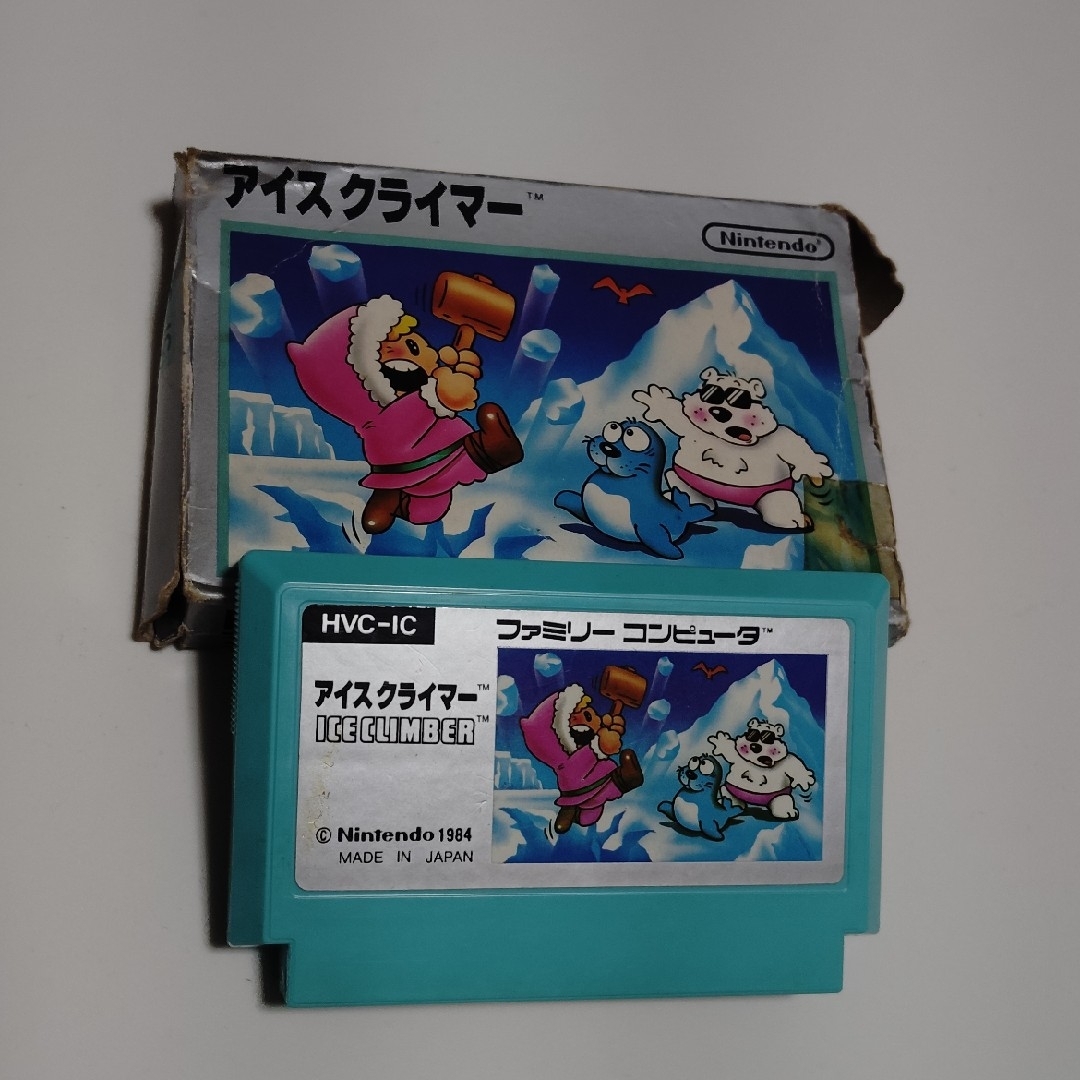 アイスクライマー™
Nintendo®
HVC-IC
ファミリー コンピュータ™
アイスクライマー™
ICE CLIMBER™
© Nintendo 1984
MADE IN JAPAN